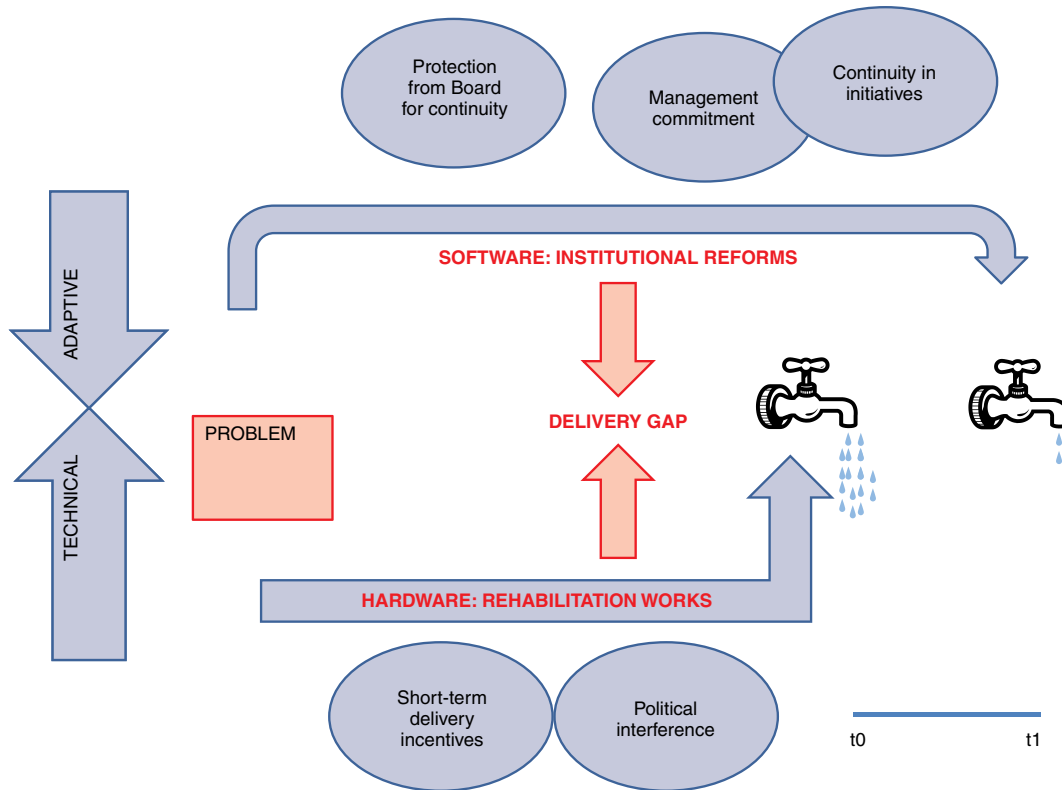 Protection
from Board
for continuity
Management
commitment
Continuity in
initiatives
ADAPTIVE
SOFTWARE: INSTITUTIONAL REFORMS
DELIVERY GAP
PROBLEM
TECHNICAL
HARDWARE: REHABILITATION WORKS
Short-term
delivery
incentives
Political
interference
t0
t1